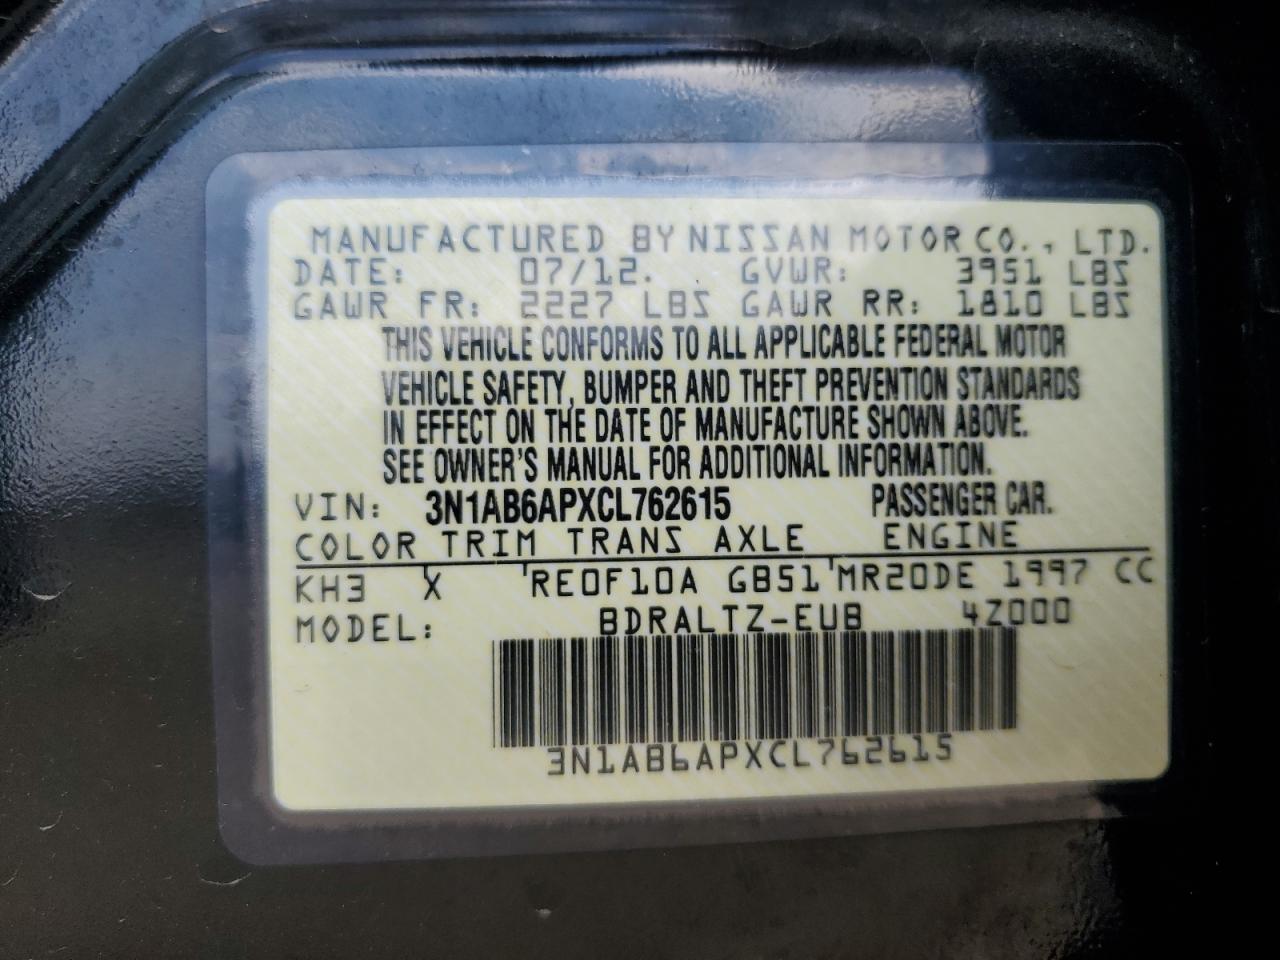 MANUFACTURED BY NISSAN MOTOR CO., LTD.
DATE: 07/12. GVWR: 3951 LBS
GAWR FR: 2227 LBS GAWR RR: 1810 LBS
THIS VEHICLE CONFORMS TO ALL APPLICABLE FEDERAL MOTOR
VEHICLE SAFETY, BUMPER AND THEFT PREVENTION STANDARDS
IN EFFECT ON THE DATE OF MANUFACTURE SHOWN ABOVE.
SEE OWNER'S MANUAL FOR ADDITIONAL INFORMATION.
VIN: 3N1AB6APXCL762615 PASSENGER CAR.
COLOR TRIM TRANS AXLE ENGINE
KH3 X RE0F10A GB51 MR20DE 1997 CC
MODEL: BDRALTZ-EUB 4Z000
3N1AB6APXCL762615